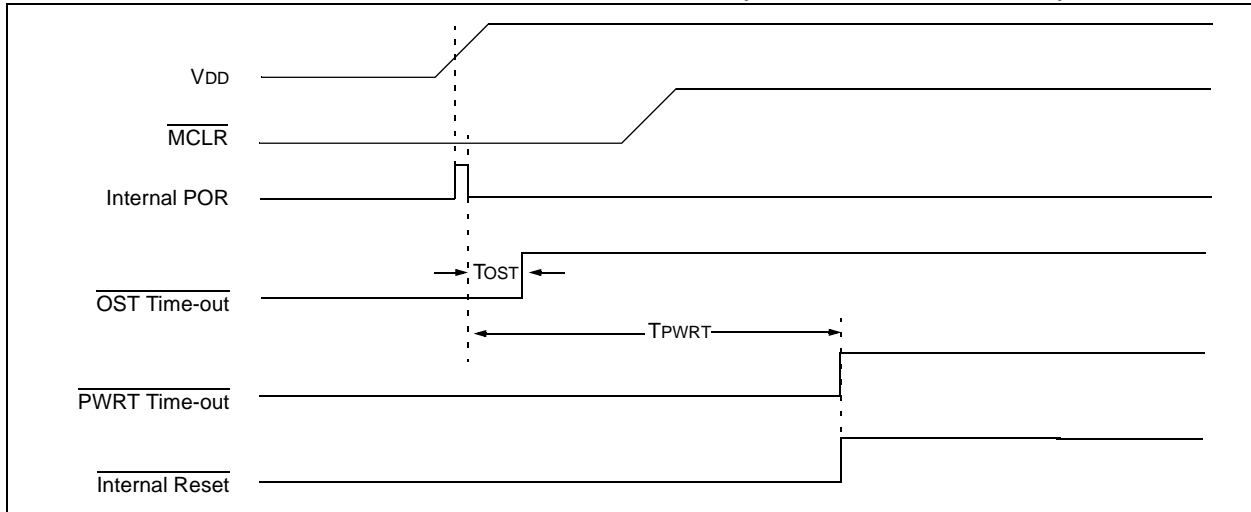 VDD
MCLR
Internal POR
TOST
OST Time-out
TPWRT
PWRT Time-out
Internal Reset